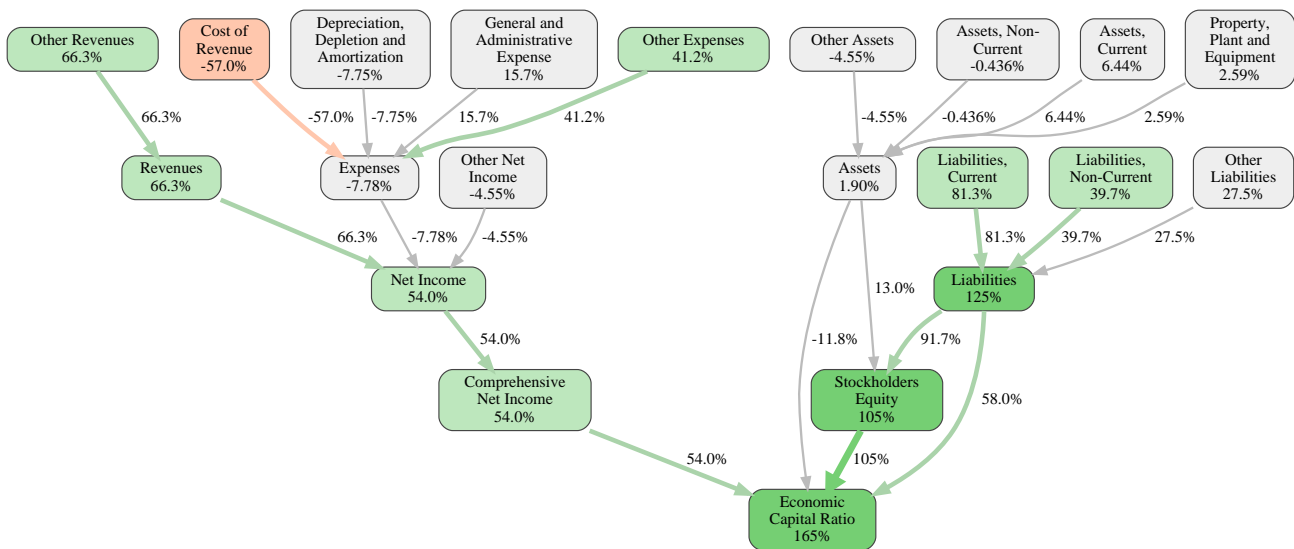 Other Revenues
66.3%
Cost of
Revenue
-57.0%
Depreciation,
Depletion and
Amortization
-7.75%
General and
Administrative
Expense
15.7%
Other Expenses
41.2%
Other Assets
-4.55%
Assets, Non-
Current
-0.436%
Assets,
Current
6.44%
Property,
Plant and
Equipment
2.59%
66.3%
-57.0%
-7.75%
15.7%
41.2%
-4.55%
-0.436%
6.44%
2.59%
Revenues
66.3%
Expenses
-7.78%
Other Net
Income
-4.55%
Assets
1.90%
Liabilities,
Current
81.3%
Liabilities,
Non-Current
39.7%
Other
Liabilities
27.5%
66.3%
-7.78%
-4.55%
81.3%
39.7%
27.5%
Net Income
54.0%
13.0%
Liabilities
125%
54.0%
-11.8%
91.7%
Comprehensive
Net Income
54.0%
Stockholders
Equity
105%
58.0%
54.0%
105%
Economic
Capital Ratio
165%